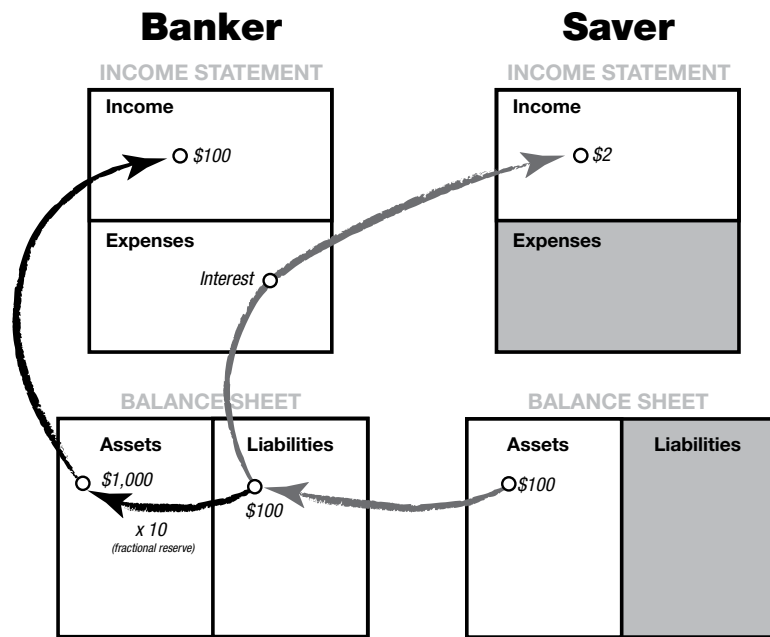 Banker
INCOME STATEMENT
Income
$100
Expenses
Interest
BALANCE SHEET
Assets
$1,000
x 10
(fractional reserve)
Liabilities
$100
Saver
INCOME STATEMENT
Income
$2
Expenses
BALANCE SHEET
Assets
$100
Liabilities